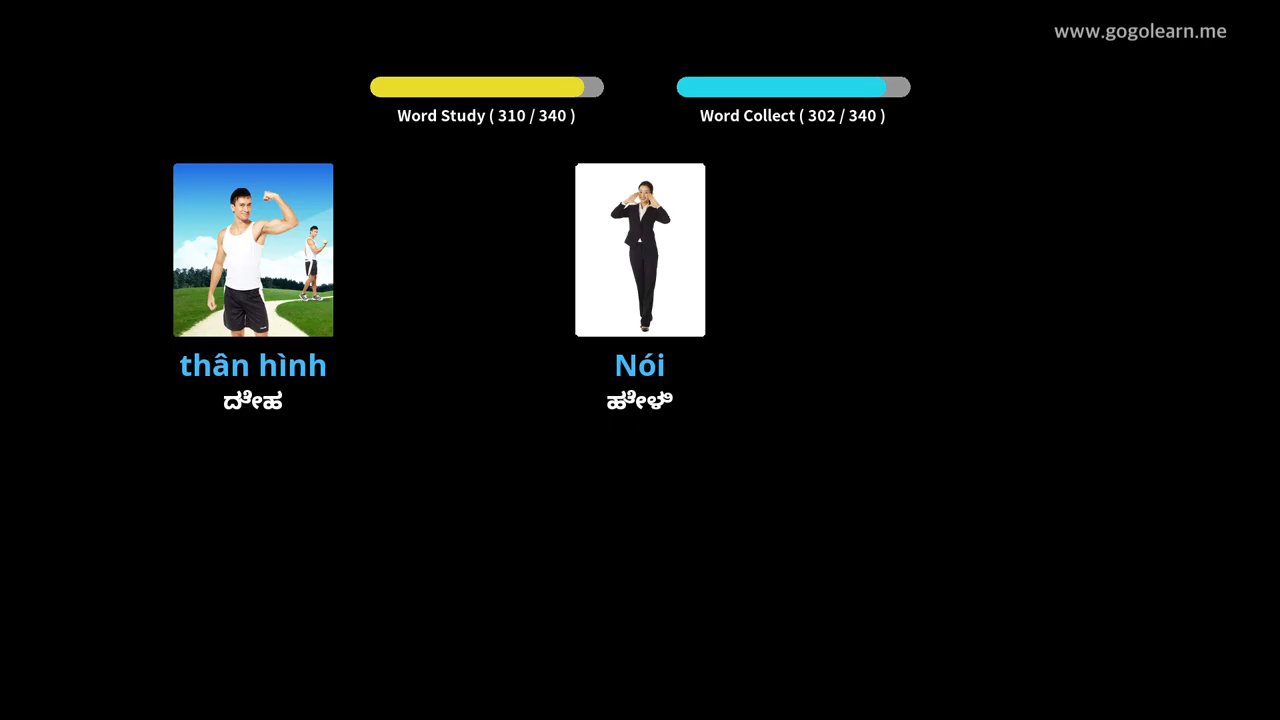 www.gogolearn.me
Word Study ( 310 / 340 )
Word Collect ( 302 / 340 )
thân hình
ದೇಹ
Nói
ಹೇಳಿ